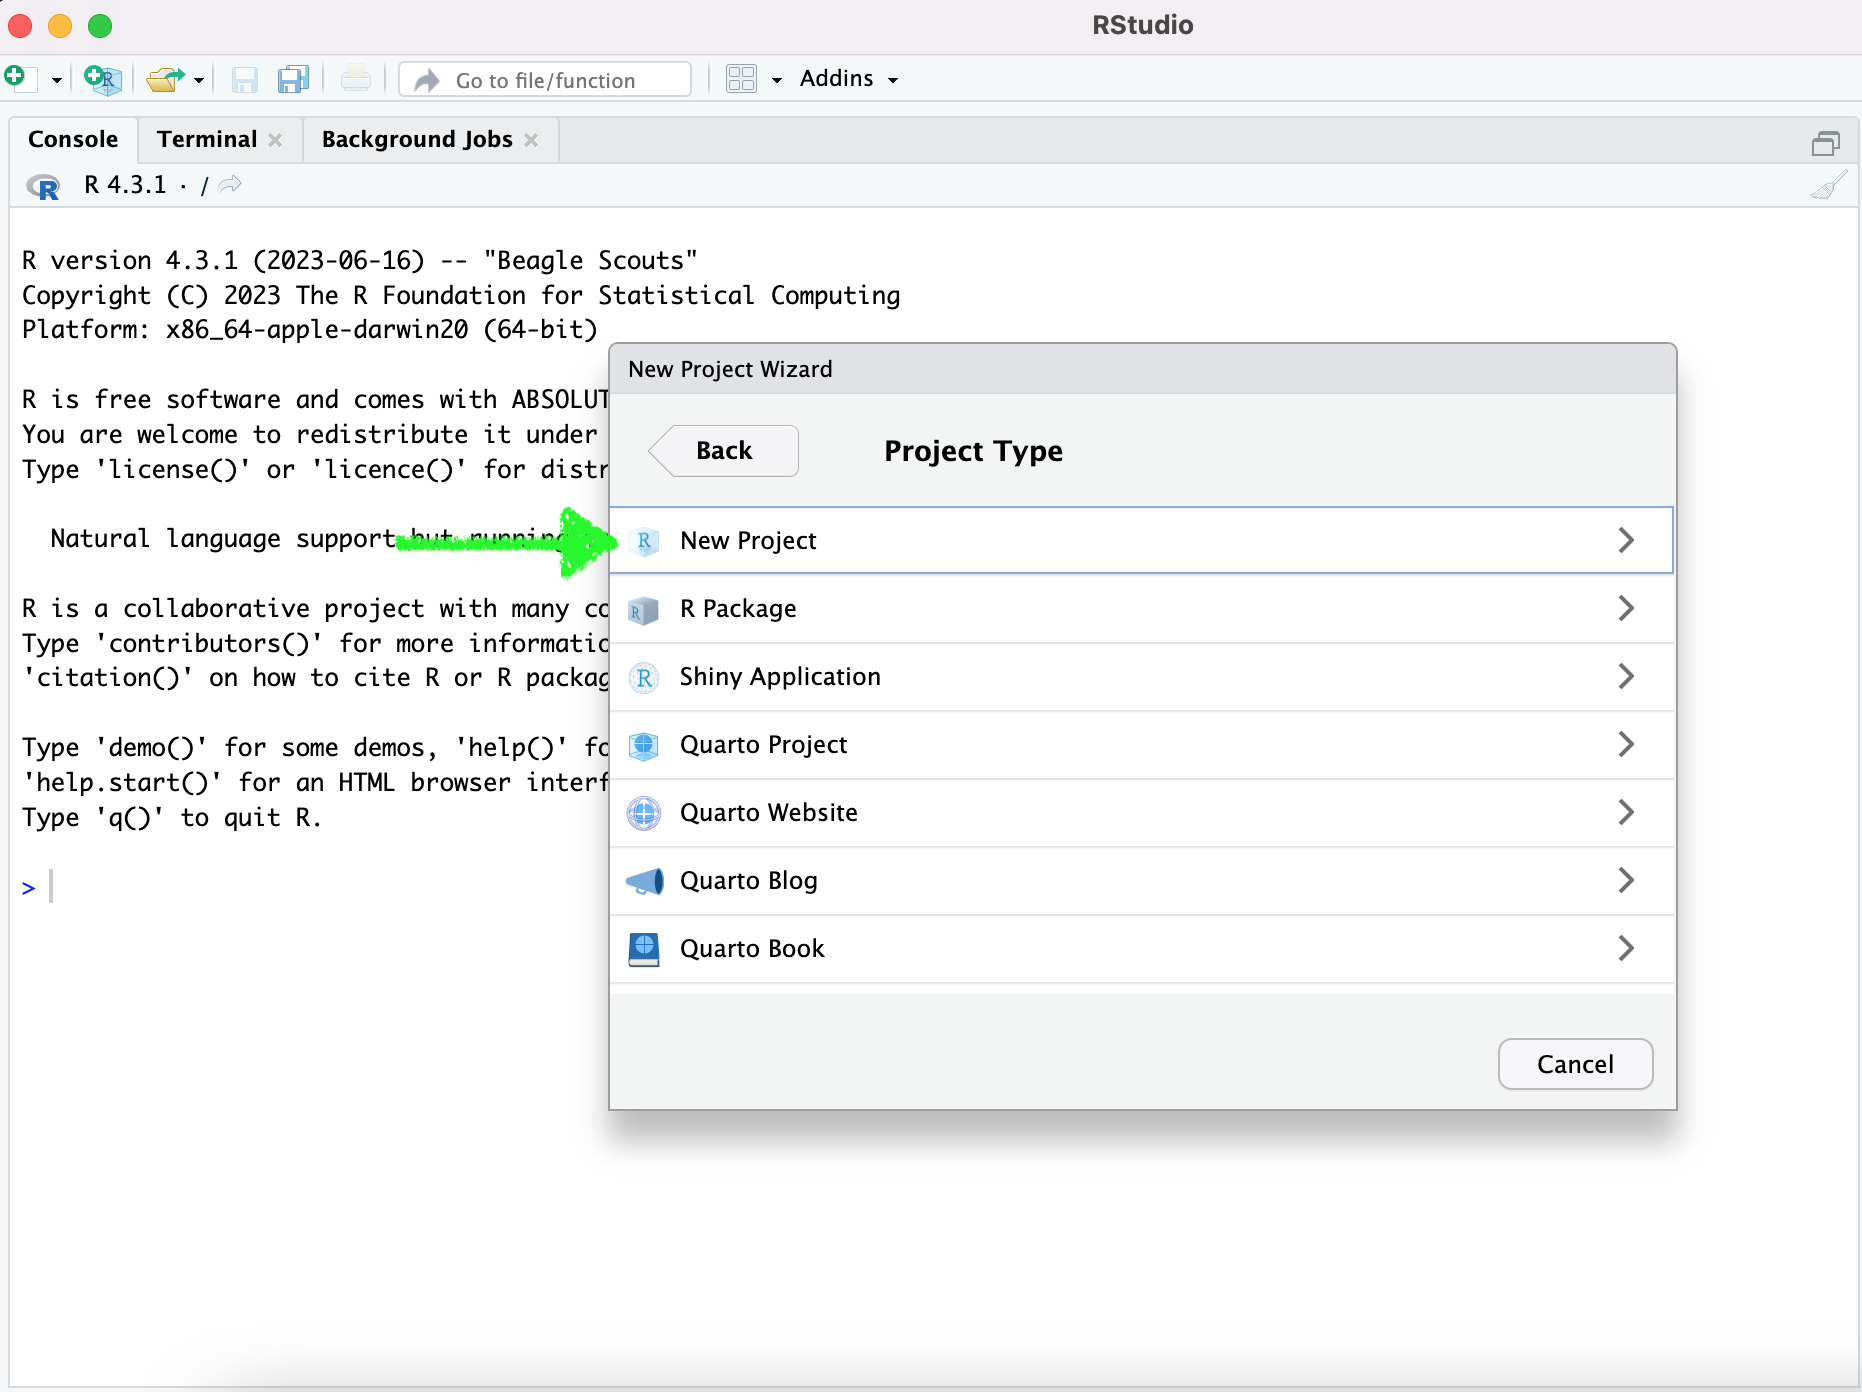 RStudio
Go to file/function
Addins
Console
Terminal
Background Jobs
R 4.3.1 · /
R version 4.3.1 (2023-06-16) -- "Beagle Scouts"
Copyright (C) 2023 The R Foundation for Statistical Computing
Platform: x86_64-apple-darwin20 (64-bit)
R is free software and comes with ABSOLUT
You are welcome to redistribute it under
Type 'license()' or 'licence()' for distr
Natural language support but running
R is a collaborative project with many co
Type 'contributors()' for more informatio
'citation()' on how to cite R or R packag
Type 'demo()' for some demos, 'help()' fo
'help.start()' for an HTML browser interf
Type 'q()' to quit R.
>
New Project Wizard
Back
Project Type
New Project
R Package
Shiny Application
Quarto Project
Quarto Website
Quarto Blog
Quarto Book
Cancel